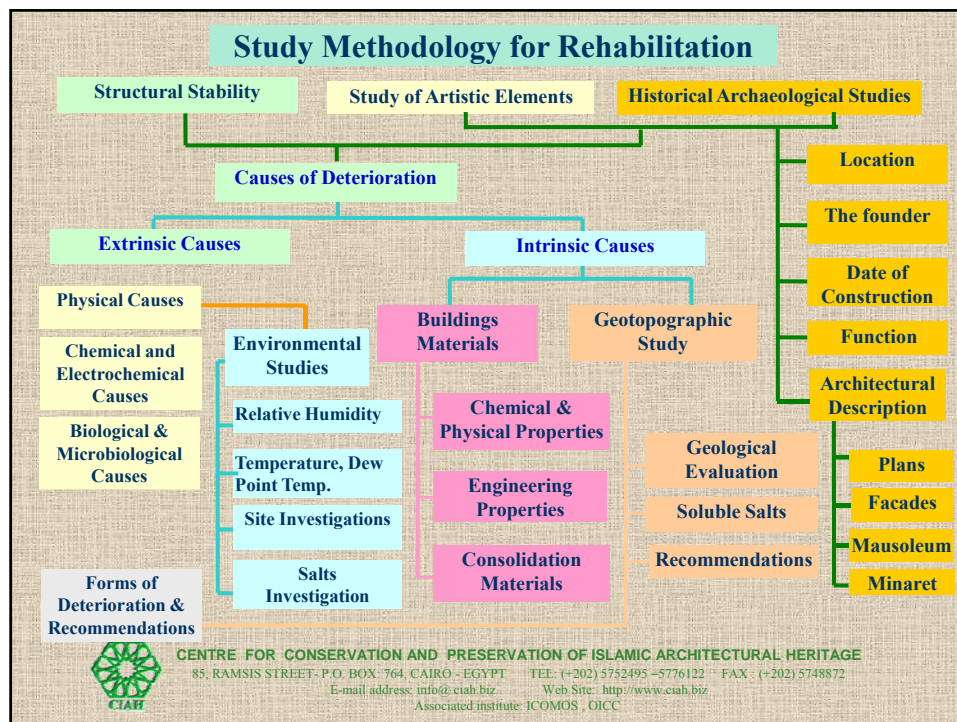 Study Methodology for Rehabilitation
Structural Stability
Study of Artistic Elements
Historical Archaeological Studies
Causes of Deterioration
Extrinsic Causes
Intrinsic Causes
Physical Causes
Chemical and
Electrochemical
Causes
Biological &
Microbiological
Causes
Environmental
Studies
Relative Humidity
Temperature, Dew
Point Temp.
Site Investigations
Salts
Investigation
Forms of
Deterioration &
Recommendations
Buildings
Materials
Chemical &
Physical Properties
Engineering
Properties
Consolidation
Materials
Geotopographic
Study
Geological
Evaluation
Soluble Salts
Recommendations
Location
The founder
Date of
Construction
Function
Architectural
Description
Plans
Facades
Mausoleum
Minaret
CIAH
CENTRE FOR CONSERVATION AND PRESERVATION OF ISLAMIC ARCHITECTURAL HERITAGE
85, RAMSIS STREET- P.O. BOX: 764, CAIRO - EGYPT TEL: (+202) 5752495 –5776122 FAX : (+202) 5748872
E-mail address: info@ ciah.biz Web Site: http://www.ciah.biz
Associated institute: ICOMOS , OICC